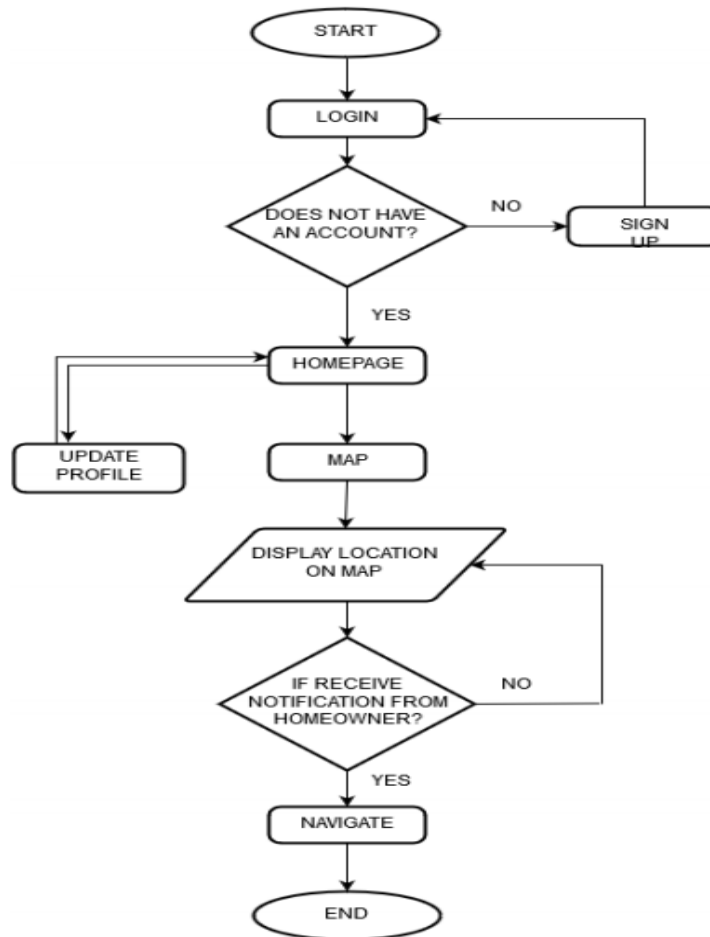 START
LOGIN
DOES NOT HAVE
AN ACCOUNT?
NO
SIGN
UP
YES
HOMEPAGE
UPDATE
PROFILE
MAP
DISPLAY LOCATION
ON MAP
IF RECEIVE
NOTIFICATION FROM
HOMEOWNER?
NO
YES
NAVIGATE
END